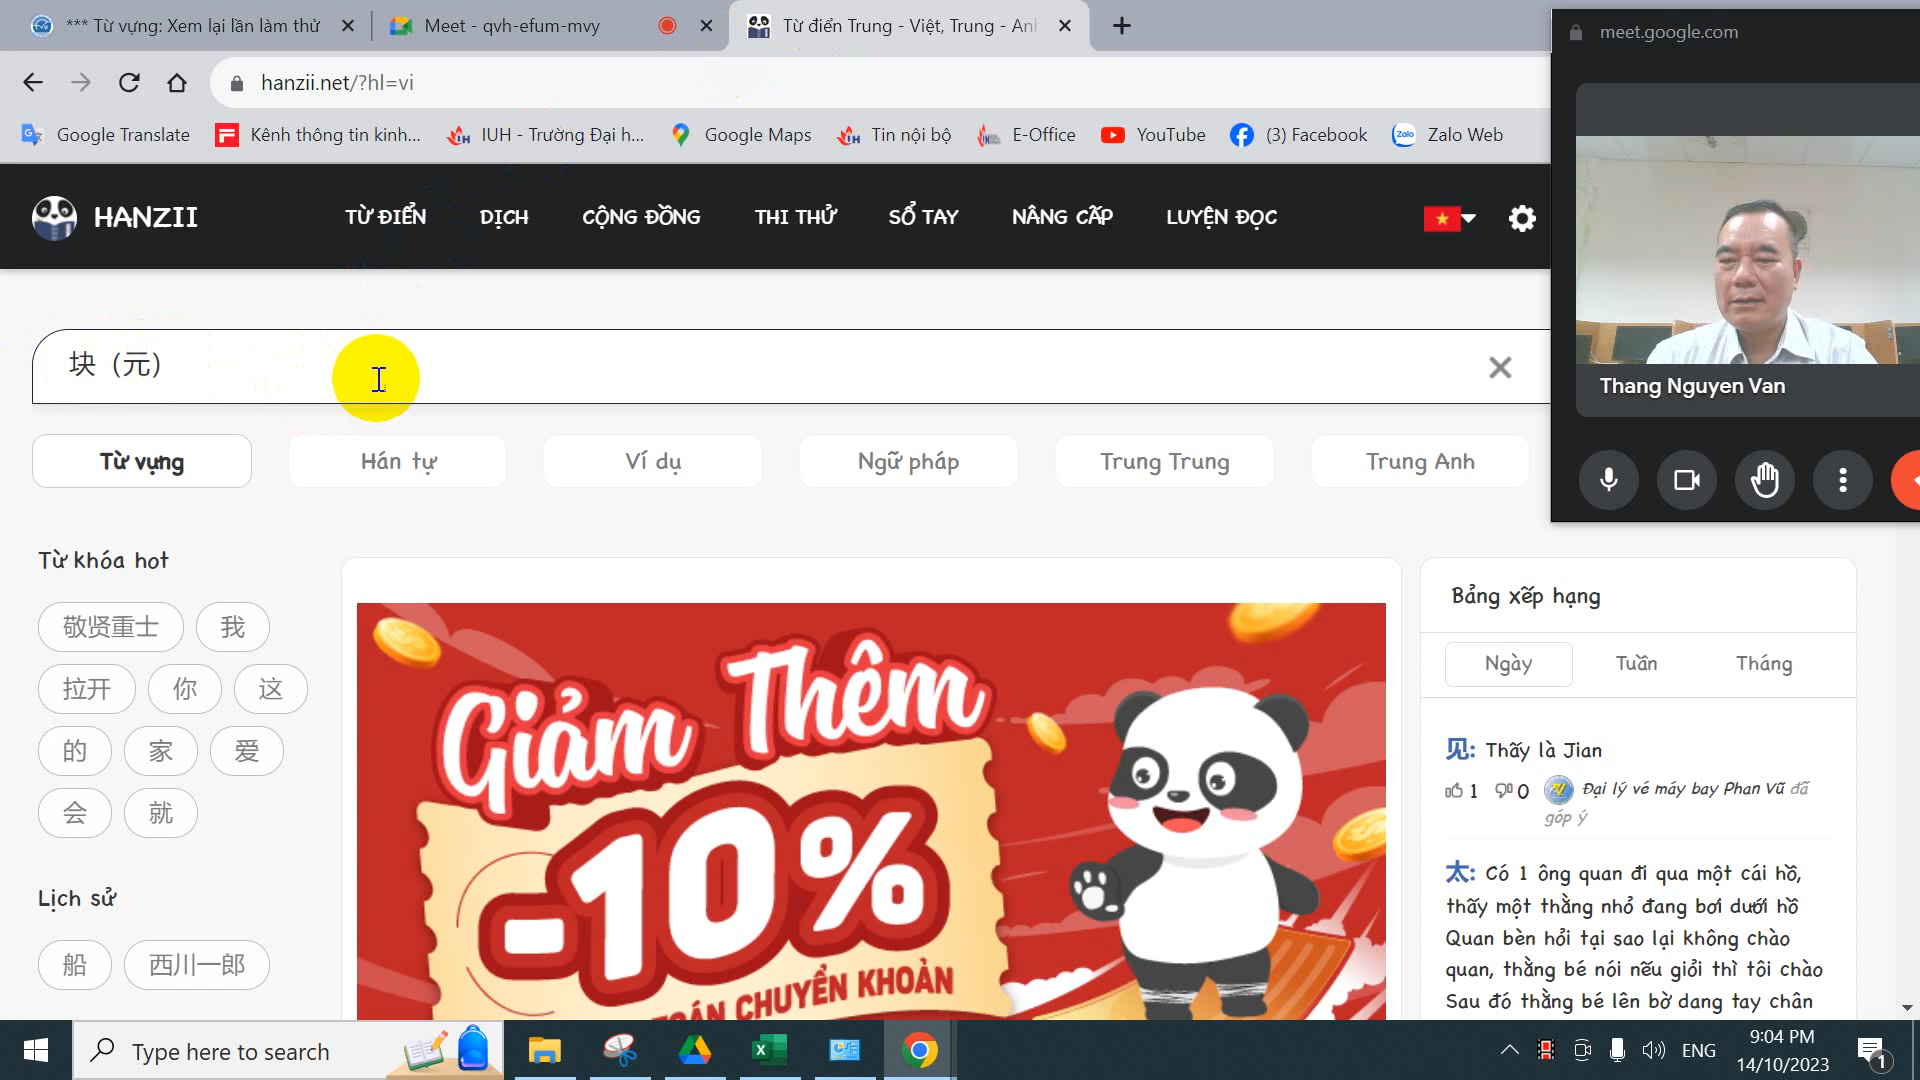 *** Từ vựng: Xem lại lần làm thử
Meet - qvh-efum-mvy
Từ điển Trung - Việt, Trung - Anh
hanzii.net/?hl=vi
Google Translate
Kênh thông tin kinh...
IUH - Trường Đại h...
Google Maps
Tin nội bộ
E-Office
YouTube
(3) Facebook
Zalo Web
meet.google.com
Thang Nguyen Van
HANZII
TỪ ĐIỂN
DỊCH
CỘNG ĐỒNG
THI THỬ
SỔ TAY
NÂNG CẤP
LUYỆN ĐỌC
块（元）
Từ vựng
Hán tự
Ví dụ
Ngữ pháp
Trung Trung
Trung Anh
Từ khóa hot
敬贤重士 我
拉开 你 这
的 家 爱
会 就
Lịch sử
船 西川一郎
Giảm Thêm
-10%
CHUYỂN KHOẢN
Bảng xếp hạng
Ngày Tuần Tháng
见: Thấy là Jian
1 0 Đại lý vé máy bay Phan Vũ đã
góp ý
太: Có 1 ông quan đi qua một cái hồ,
thấy một thằng nhỏ đang bơi dưới hồ
Quan bèn hỏi tại sao lại không chào
quan, thằng bé nói nếu giỏi thì tôi chào
Sau đó thằng bé lên bờ dang tay chân
Type here to search
ENG
9:04 PM
14/10/2023
1